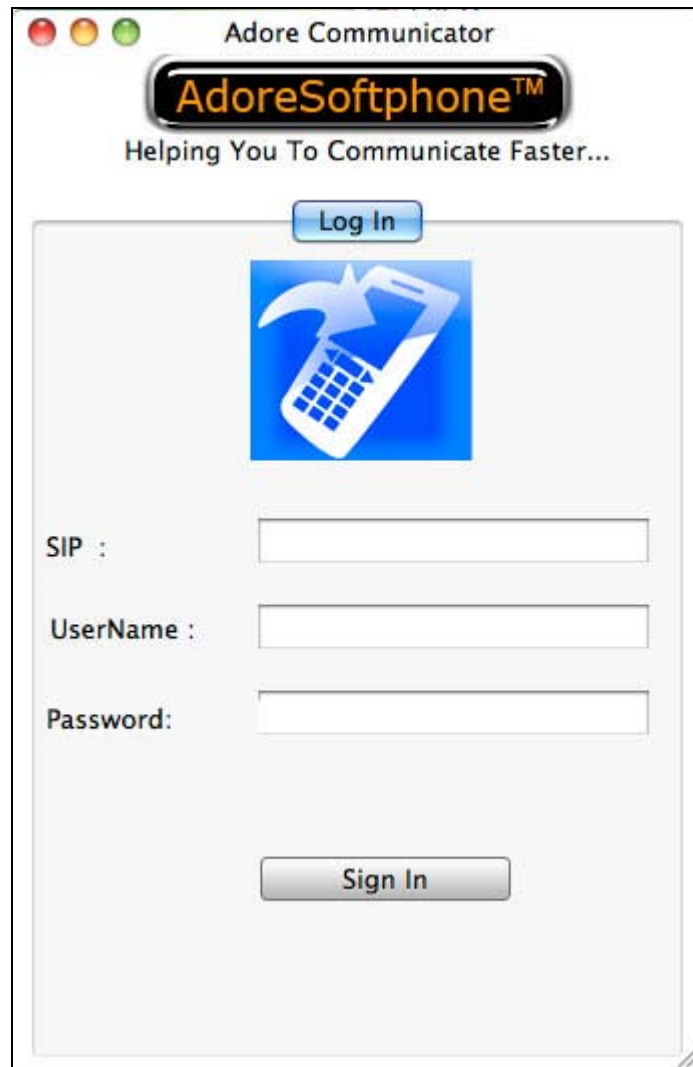 Adore Communicator
AdoreSoftphone™
Helping You To Communicate Faster...
Log In
SIP :
UserName :
Password:
Sign In